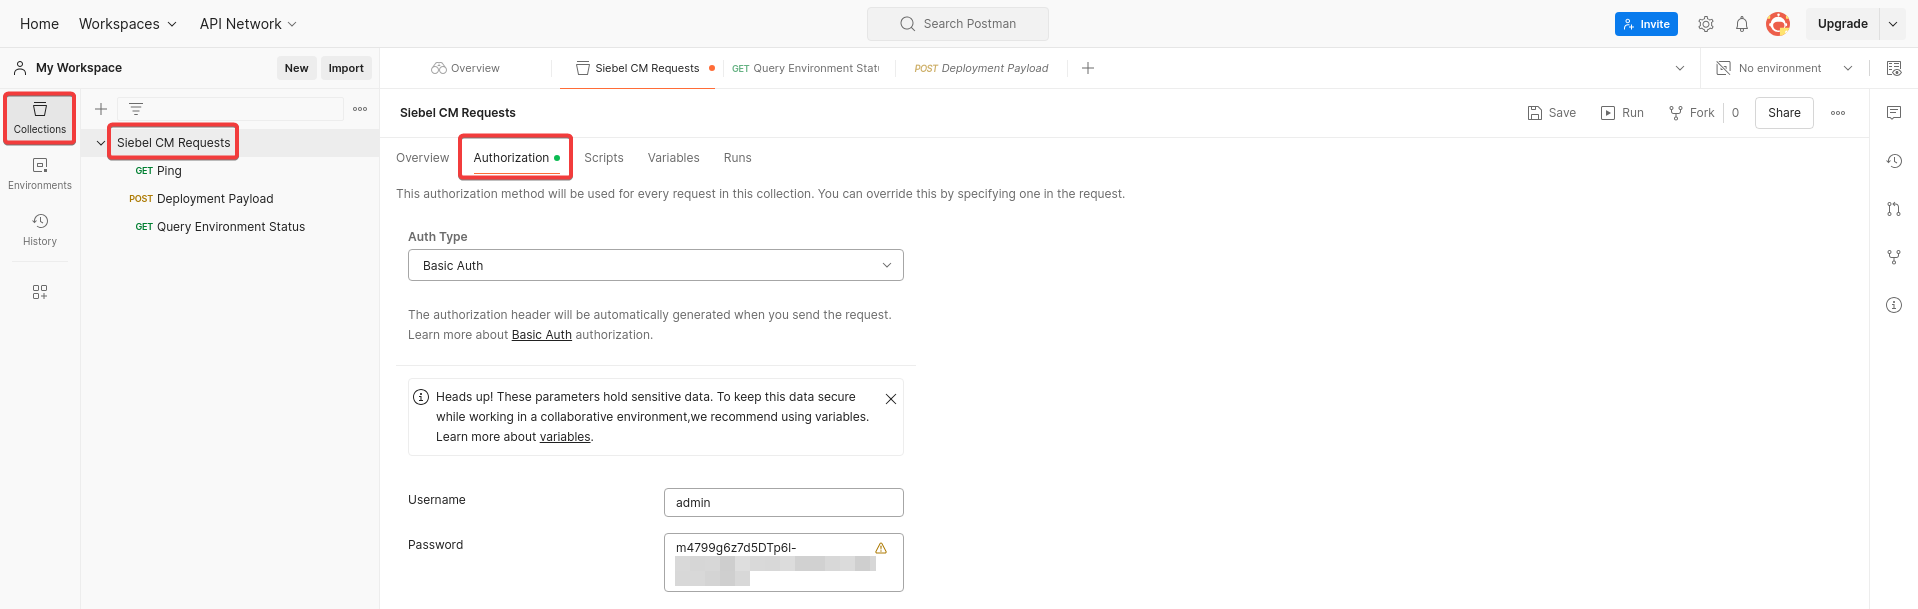 Home Workspaces API Network Search Postman Invite Upgrade
My Workspace New Import Overview Siebel CM Requests GET Query Environment Stat POST Deployment Payload No environment
Collections
Siebel CM Requests
GET Ping
POST Deployment Payload
GET Query Environment Status
Environments
History
Siebel CM Requests Save Run Fork 0 Share
Overview Authorization Scripts Variables Runs
This authorization method will be used for every request in this collection. You can override this by specifying one in the request.
Auth Type
Basic Auth
The authorization header will be automatically generated when you send the request.
Learn more about Basic Auth authorization.
Heads up! These parameters hold sensitive data. To keep this data secure
while working in a collaborative environment,we recommend using variables.
Learn more about variables.
Username admin
Password m4799g6z7d5DTp6l-